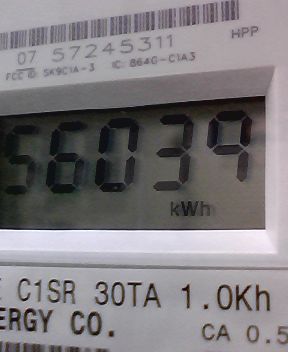 07 57245311
HPP
FCC ID: SK9C1A-3 IC: 864G-C1A3
56039
kWh
C1SR 30TA 1.0Kh
ERGY CO.
CA 0.5